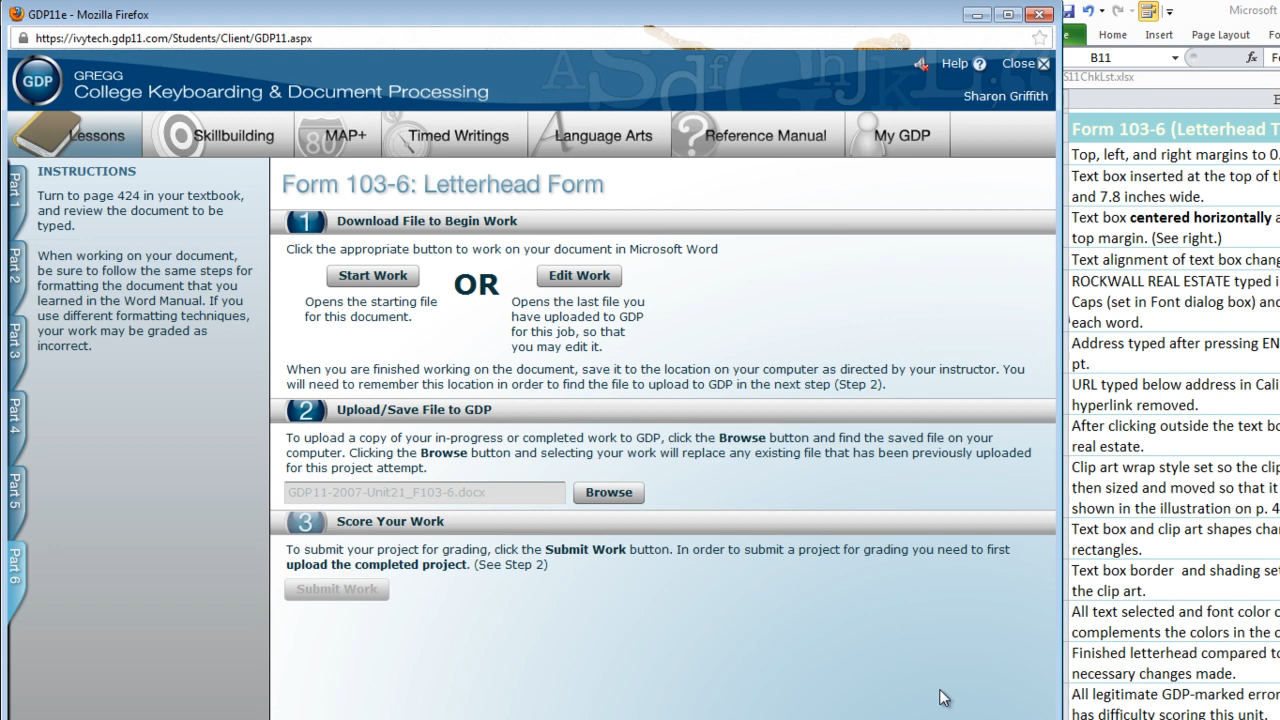 GDP11e - Mozilla Firefox
https://ivytech.gdp11.com/Students/Client/GDP11.aspx
GDP
GREGG
College Keyboarding & Document Processing
Help
Close
Sharon Griffith
Lessons
Skillbuilding
MAP+
Timed Writings
Language Arts
Reference Manual
My GDP
Part 1
Part 2
Part 3
Part 4
Part 5
Part 6
INSTRUCTIONS
Turn to page 424 in your textbook,
and review the document to be
typed.
When working on your document,
be sure to follow the same steps for
formatting the document that you
learned in the Word Manual. If you
use different formatting techniques,
your work may be graded as
incorrect.
Form 103-6: Letterhead Form
1 Download File to Begin Work
Click the appropriate button to work on your document in Microsoft Word
Start Work
OR
Edit Work
Opens the starting file
for this document.
Opens the last file you
have uploaded to GDP
for this job, so that
you may edit it.
When you are finished working on the document, save it to the location on your computer as directed by your instructor. You
will need to remember this location in order to find the file to upload to GDP in the next step (Step 2).
2 Upload/Save File to GDP
To upload a copy of your in-progress or completed work to GDP, click the Browse button and find the saved file on your
computer. Clicking the Browse button and selecting your work will replace any existing file that has been previously uploaded
for this project attempt.
GDP11-2007-Unit21_F103-6.docx
Browse
3 Score Your Work
To submit your project for grading, click the Submit Work button. In order to submit a project for grading you need to first
upload the completed project. (See Step 2)
Submit Work
Microsoft
Home
Insert
Page Layout
Fo
B11
fx
S11ChkLst.xlsx
Form 103-6 (Letterhead T
Top, left, and right margins to 0.
Text box inserted at the top of th
and 7.8 inches wide.
Text box centered horizontally a
top margin. (See right.)
Text alignment of text box chang
ROCKWALL REAL ESTATE typed i
Caps (set in Font dialog box) and
each word.
Address typed after pressing EN
pt.
URL typed below address in Cali
hyperlink removed.
After clicking outside the text bo
real estate.
Clip art wrap style set so the clip
then sized and moved so that it
shown in the illustration on p. 4
Text box and clip art shapes cha
rectangles.
Text box border and shading set
the clip art.
All text selected and font color c
complements the colors in the c
Finished letterhead compared to
necessary changes made.
All legitimate GDP-marked error
has difficulty scoring this unit.